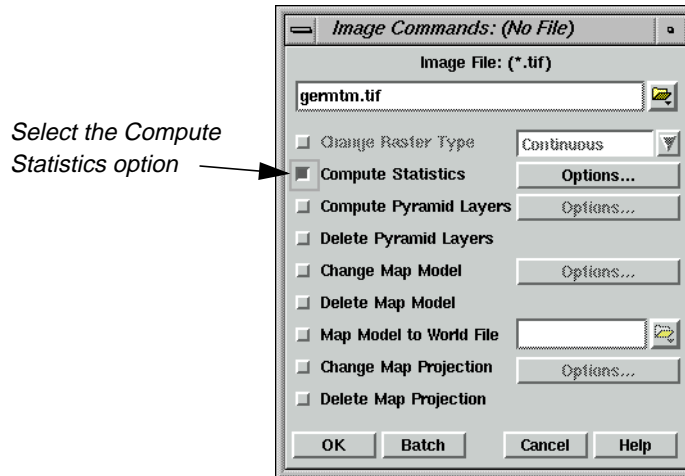 Image Commands: (No File)
Image File: (*.tif)
germtm.tif
Select the Compute
Statistics option
Change Raster Type Continuous
Compute Statistics Options...
Compute Pyramid Layers Options...
Delete Pyramid Layers
Change Map Model Options...
Delete Map Model
Map Model to World File
Change Map Projection Options...
Delete Map Projection
OK Batch Cancel Help